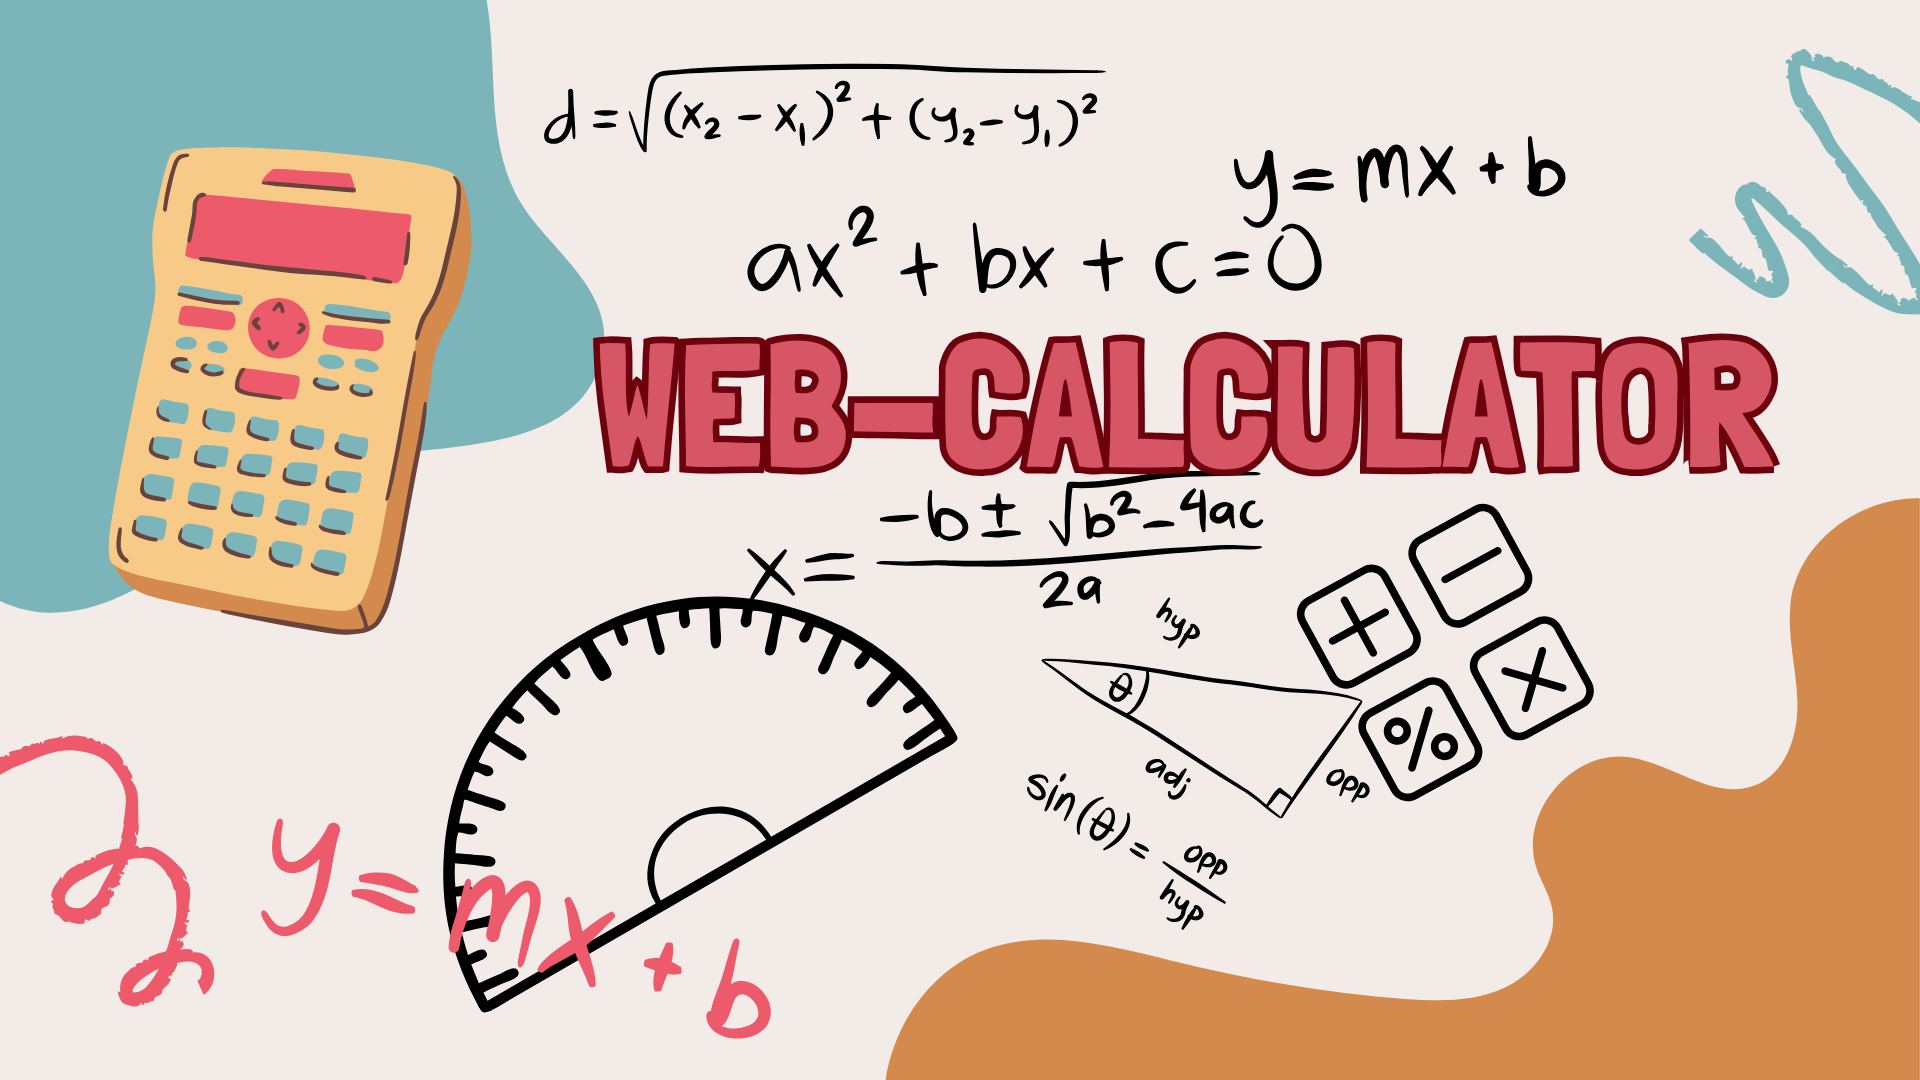 d = √(x₂ - x₁)² + (y₂ - y₁)²
y = mx + b
ax² + bx + c = 0
WEB-CALCULATOR
x = -b ± √b² - 4ac
2a
hyp
θ
adj
opp
+
−
×
%
sin(θ) = opp
hyp
y = mx + b